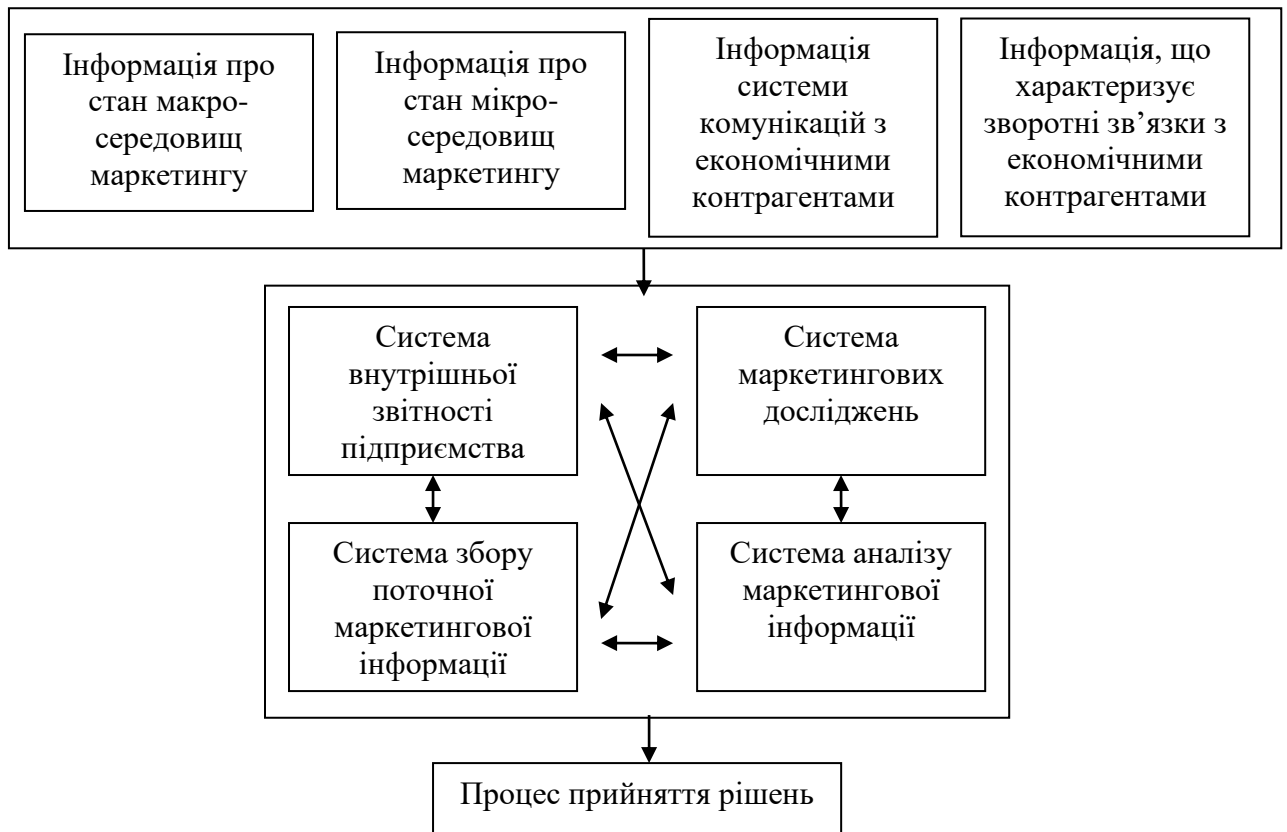 Інформація про
стан макро-
середовищ
маркетингу
Інформація про
стан мікро-
середовищ
маркетингу
Інформація
системи
комунікацій з
економічними
контрагентами
Інформація, що
характеризує
зворотні зв’язки з
економічними
контрагентами
Система
внутрішньої
звітності
підприємства
Система
маркетингових
досліджень
Система збору
поточної
маркетингової
інформації
Система аналізу
маркетингової
інформації
Процес прийняття рішень